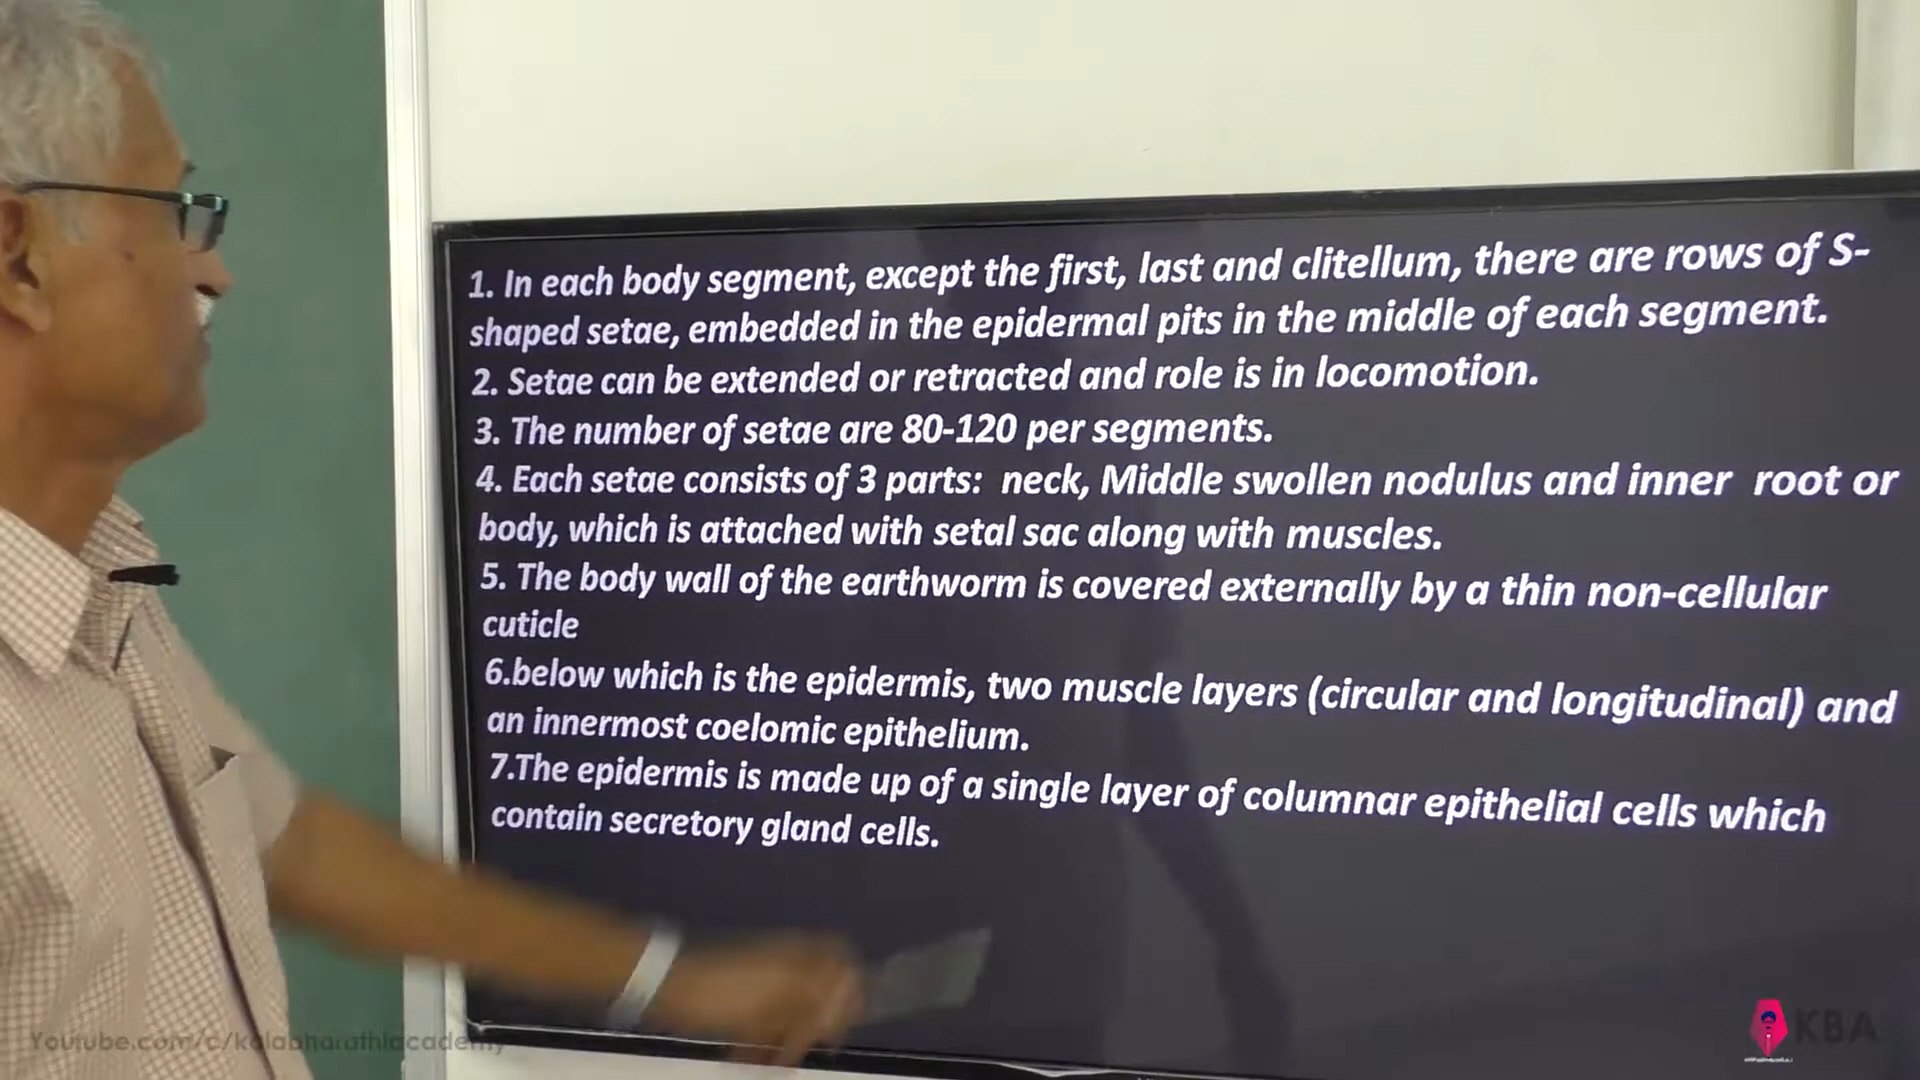 1. In each body segment, except the first, last and clitellum, there are rows of S-
shaped setae, embedded in the epidermal pits in the middle of each segment.
2. Setae can be extended or retracted and role is in locomotion.
3. The number of setae are 80-120 per segments.
4. Each setae consists of 3 parts: neck, Middle swollen nodulus and inner root or
body, which is attached with setal sac along with muscles.
5. The body wall of the earthworm is covered externally by a thin non-cellular
cuticle
6.below which is the epidermis, two muscle layers (circular and longitudinal) and
an innermost coelomic epithelium.
7.The epidermis is made up of a single layer of columnar epithelial cells which
contain secretory gland cells.
Youtube.com/c/kalabharathiacademy
KBA